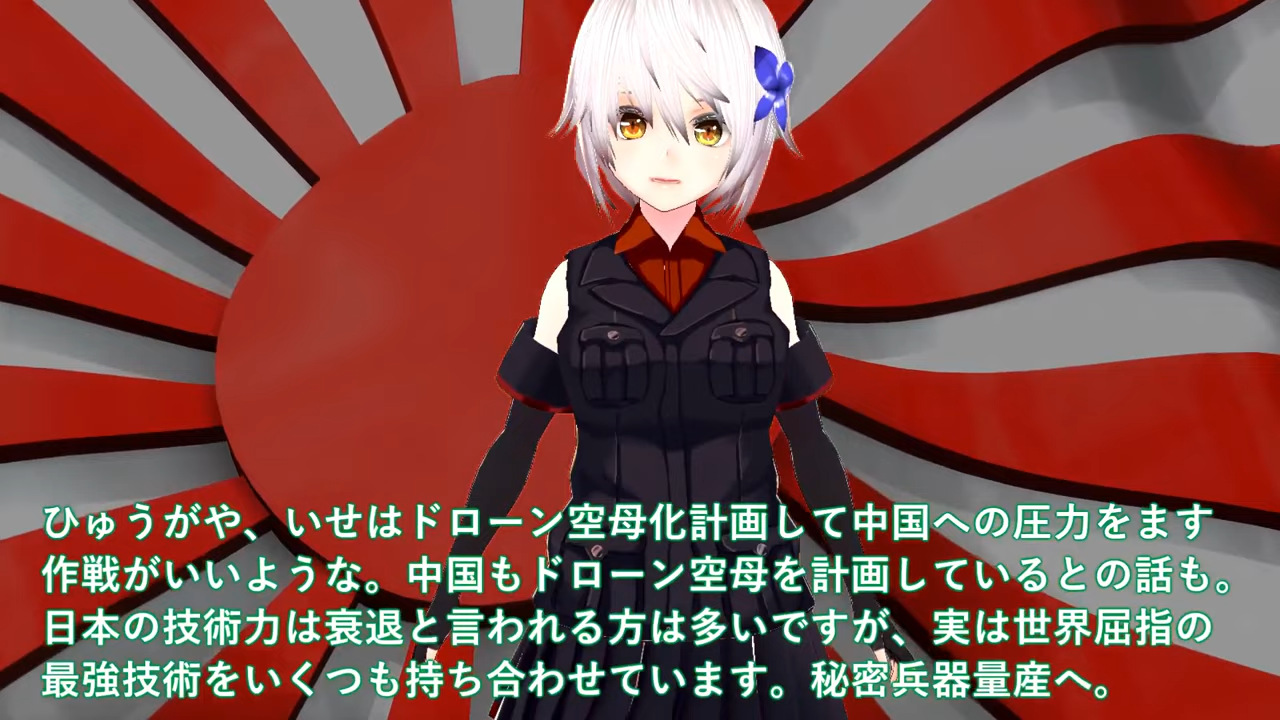 ひゅうがや、いせはドローン空母化計画して中国への圧力をます
作戦がいいような。中国もドローン空母を計画しているとの話も。
日本の技術力は衰退と言われる方は多いですが、実は世界屈指の
最強技術をいくつも持ち合わせています。秘密兵器量産へ。